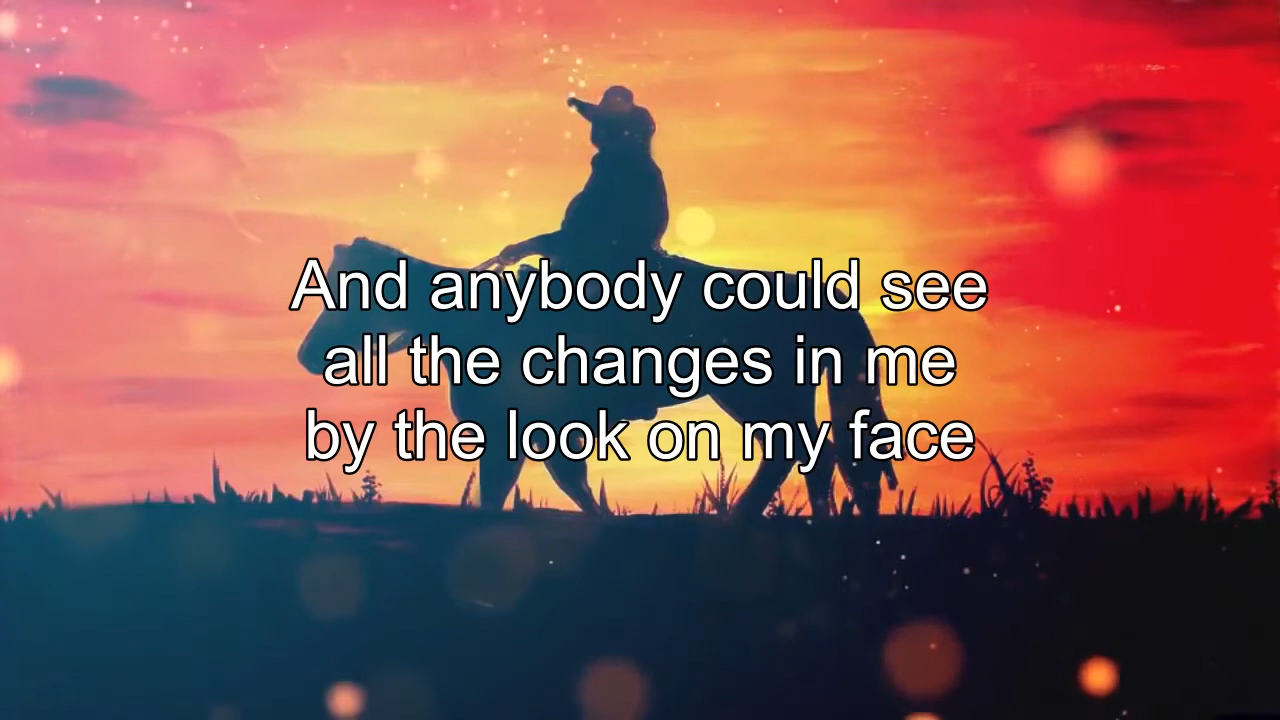 And anybody could see
all the changes in me
by the look on my face